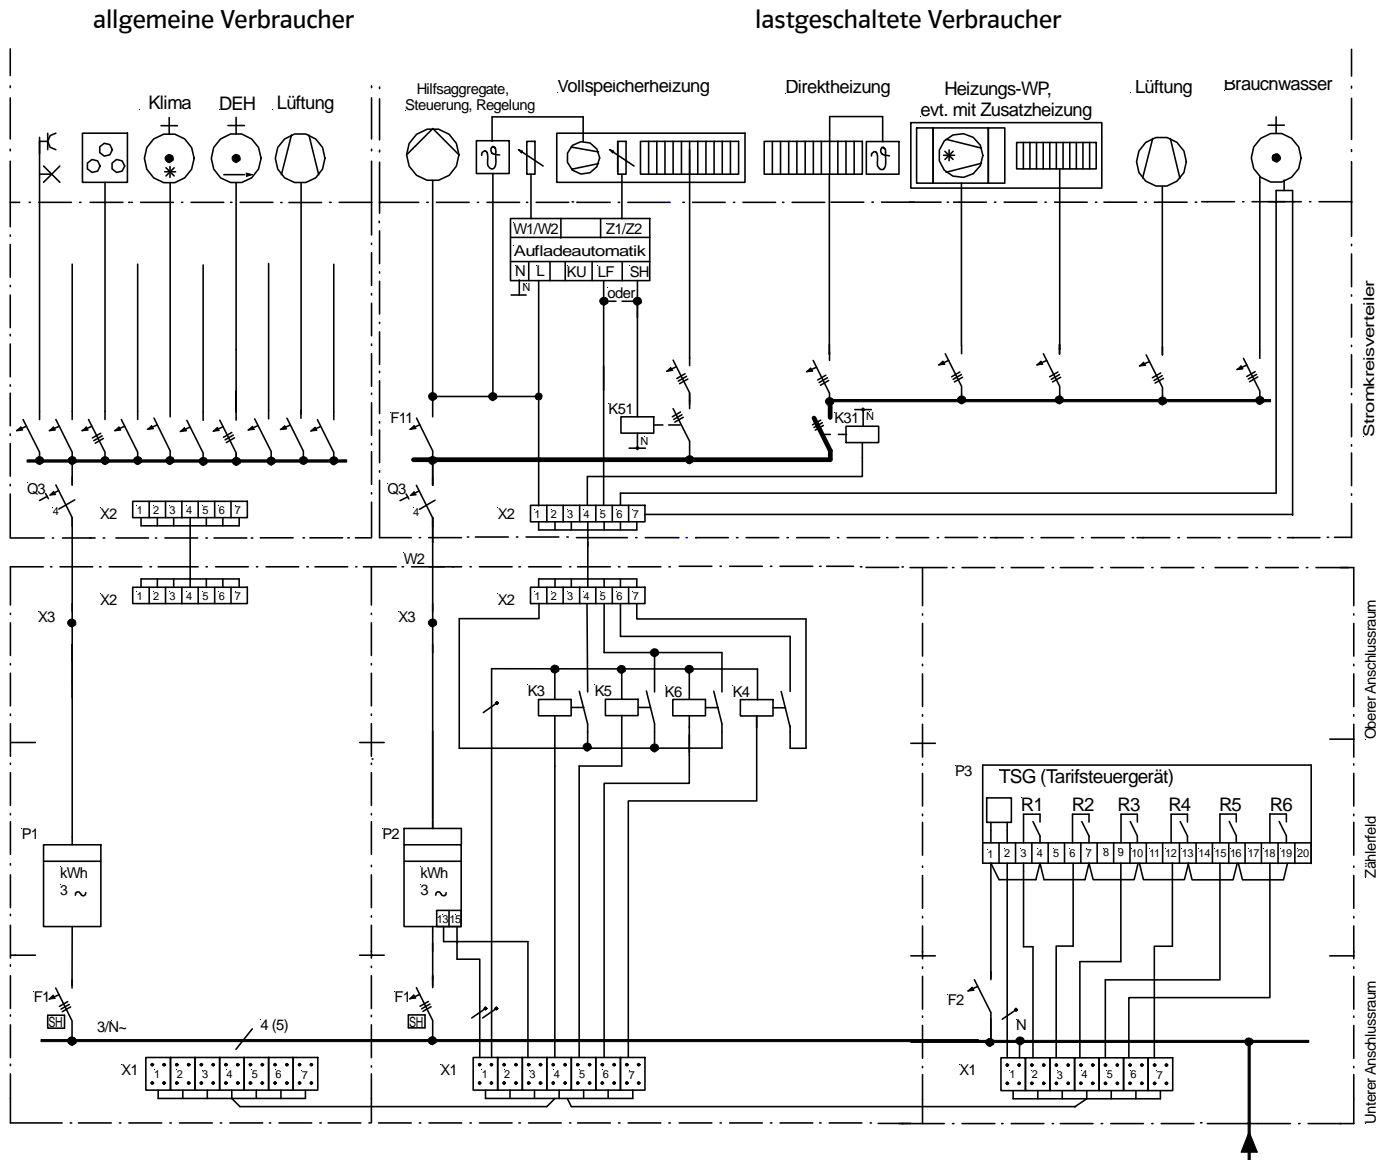 allgemeine Verbraucher
lastgeschaltete Verbraucher
Klima DEH Lüftung
Hilfsaggregate,
Steuerung, Regelung
Vollspeicherheizung
Direktheizung
Heizungs-WP,
evt. mit Zusatzheizung
Lüftung
Brauchwasser
ϑ
ϑ
W1/W2 Z1/Z2
Aufladeautomatik
N L KU LF SH
N
oder
Stromkreisverteiler
F11
K51
N
K31
N
Q3
4
X2
1 2 3 4 5 6 7
Q3
4
X2
1 2 3 4 5 6 7
W2
X2
1 2 3 4 5 6 7
X3
X2
1 2 3 4 5 6 7
X3
K3 K5 K6 K4
Oberer Anschlussraum
P3
TSG (Tarifsteuergerät)
R1 R2 R3 R4 R5 R6
1 2 3 4 5 6 7 8 9 10 11 12 13 14 15 16 17 18 19 20
Zählerfeld
P1
kWh
3 ~
P2
kWh
3 ~
13 15
F1
SH
3/N~
4 (5)
F1
SH
F2
N
X1
1 2 3 4 5 6 7
X1
1 2 3 4 5 6 7
X1
1 2 3 4 5 6 7
Unterer Anschlussraum